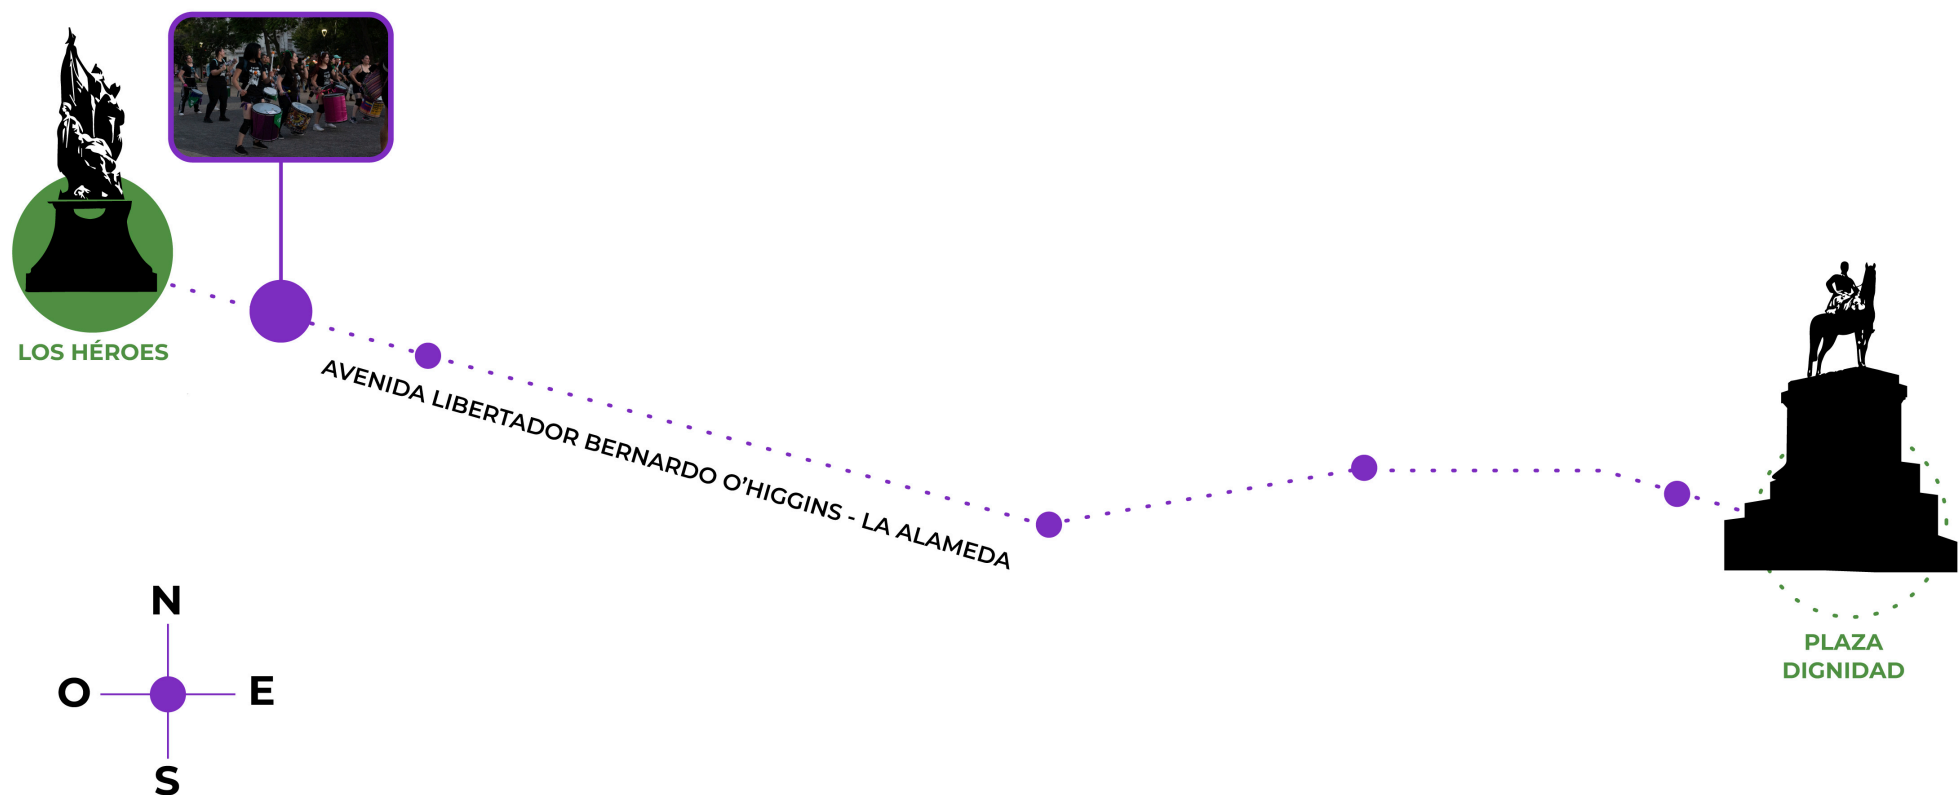 LOS HÉROES
AVENIDA LIBERTADOR BERNARDO O’HIGGINS - LA ALAMEDA
PLAZA
DIGNIDAD
N
O
E
S